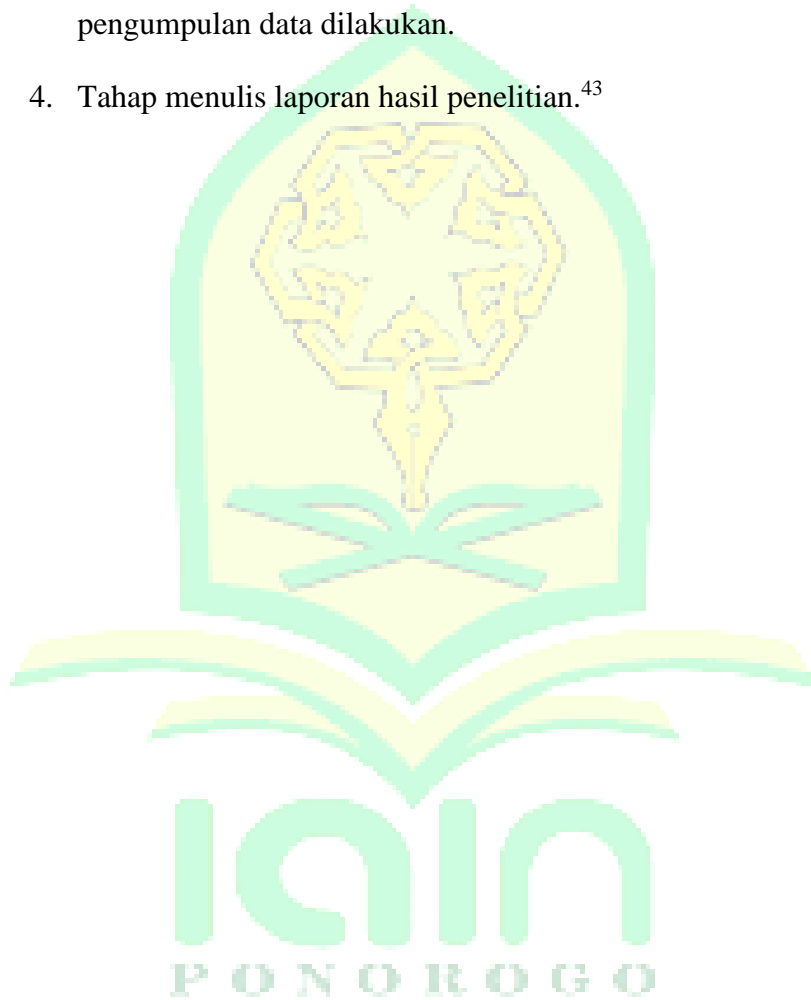 pengumpulan data dilakukan.
4. Tahap menulis laporan hasil penelitian.43
iain
PONOROGO